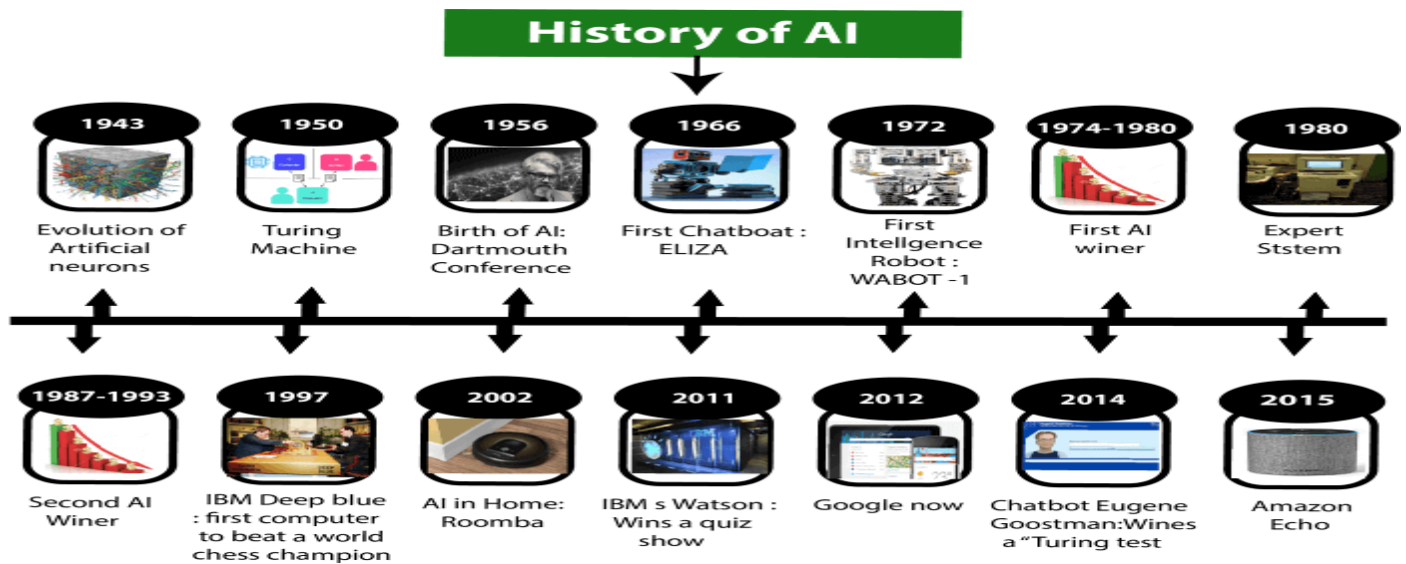 History of AI
1943
Evolution of
Artificial
neurons
1950
Turing
Machine
1956
Birth of AI:
Dartmouth
Conference
1966
First Chatboat :
ELIZA
1972
First
Intellgence
Robot :
WABOT -1
1974-1980
First AI
winer
1980
Expert
Ststem
1987-1993
Second AI
Winer
1997
IBM Deep blue
: first computer
to beat a world
chess champion
2002
AI in Home:
Roomba
2011
IBM s Watson :
Wins a quiz
show
2012
Google now
2014
Chatbot Eugene
Goostman:Wines
a “Turing test
2015
Amazon
Echo